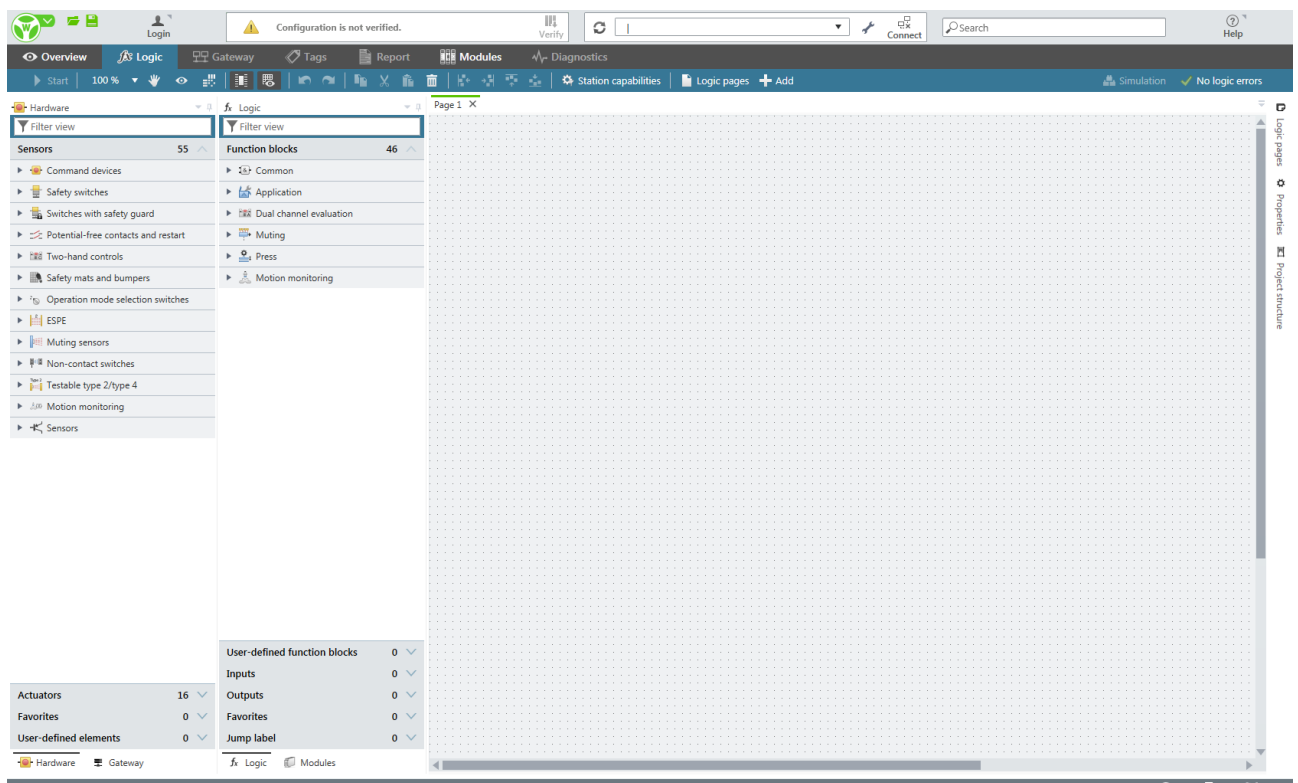 W
Login
Configuration is not verified.
Verify
Connect
Search
Help
Overview
Logic
Gateway
Tags
Report
Modules
Diagnostics
Start
100 %
Station capabilities
Logic pages
Add
Simulation
No logic errors
Hardware
Filter view
Sensors 55
Command devices
Safety switches
Switches with safety guard
Potential-free contacts and restart
Two-hand controls
Safety mats and bumpers
Operation mode selection switches
ESPE
Muting sensors
Non-contact switches
Testable type 2/type 4
Motion monitoring
Sensors
Actuators 16
Favorites 0
User-defined elements 0
Hardware
Gateway
fx Logic
Filter view
Function blocks 46
Common
Application
Dual channel evaluation
Muting
Press
Motion monitoring
User-defined function blocks 0
Inputs 0
Outputs 0
Favorites 0
Jump label 0
fx Logic
Modules
Page 1
Logic pages
Properties
Project structure